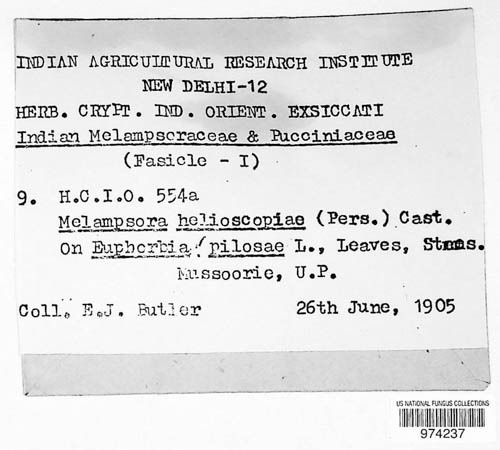 INDIAN AGRICULTURAL RESEARCH INSTITUTE
NEW DELHI-12
HERB. CRYPT. IND. ORIENT. EXSICCATI
Indian Melampsoraceae & Pucciniaceae
(Fasicle - I)
9. H.C.I.O. 554a
Melampsora helioscopiae (Pers.) Cast.
On Euphorbia pilosae L., Leaves, Stems.
Mussoorie, U.P.
Coll. E.J. Butler 26th June, 1905
US NATIONAL FUNGUS COLLECTIONS
974237